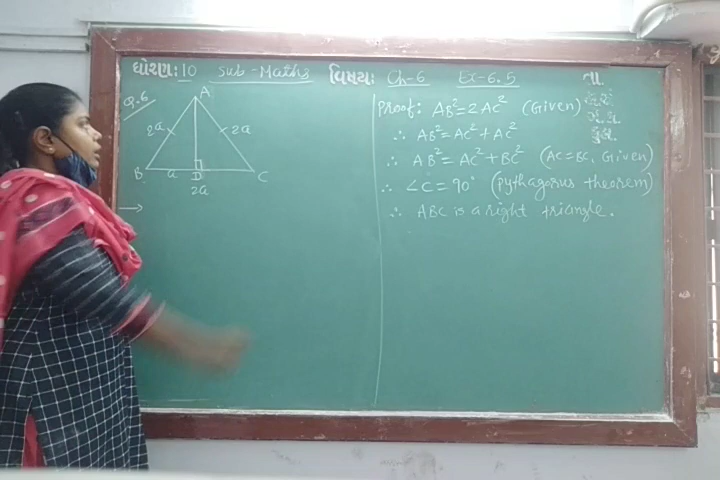 ધોરણ: 10 Sub-Maths વિષય: Ch-6 Ex-6.5 તા.
Q.6
A
2a 2a
B a D C
2a
→
Proof: AB² = 2AC² (Given)
∴ AB² = AC² + AC²
∴ AB² = AC² + BC² (AC = BC, Given)
∴ ∠C = 90° (pythagorus theorem)
∴ ABC is a right triangle.